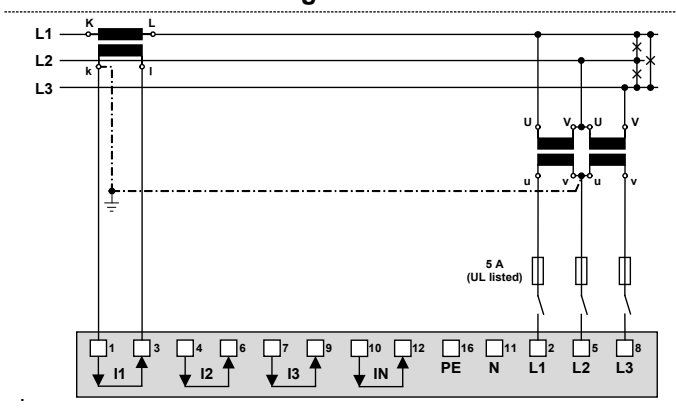 K L
L1
L2
k l
L3
U V U V
u v u v
5 A
(UL listed)
1 3 4 6 7 9 10 12 16 11 2 5 8
I1 I2 I3 IN PE N L1 L2 L3